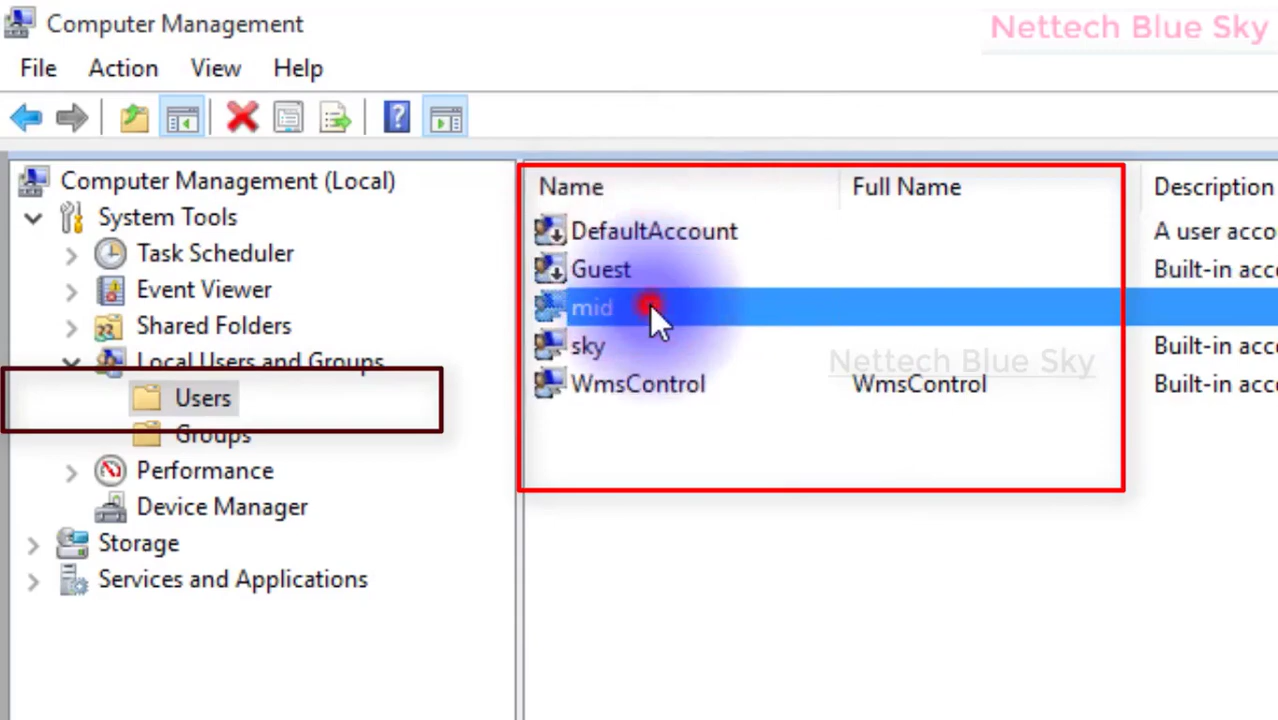 Computer Management
Nettech Blue Sky
File Action View Help
Computer Management (Local)
System Tools
Task Scheduler
Event Viewer
Shared Folders
Local Users and Groups
Users
Groups
Performance
Device Manager
Storage
Services and Applications
Name Full Name Description
DefaultAccount A user acco
Guest Built-in acc
mid
sky Built-in acc
Nettech Blue Sky
WmsControl WmsControl Built-in acc